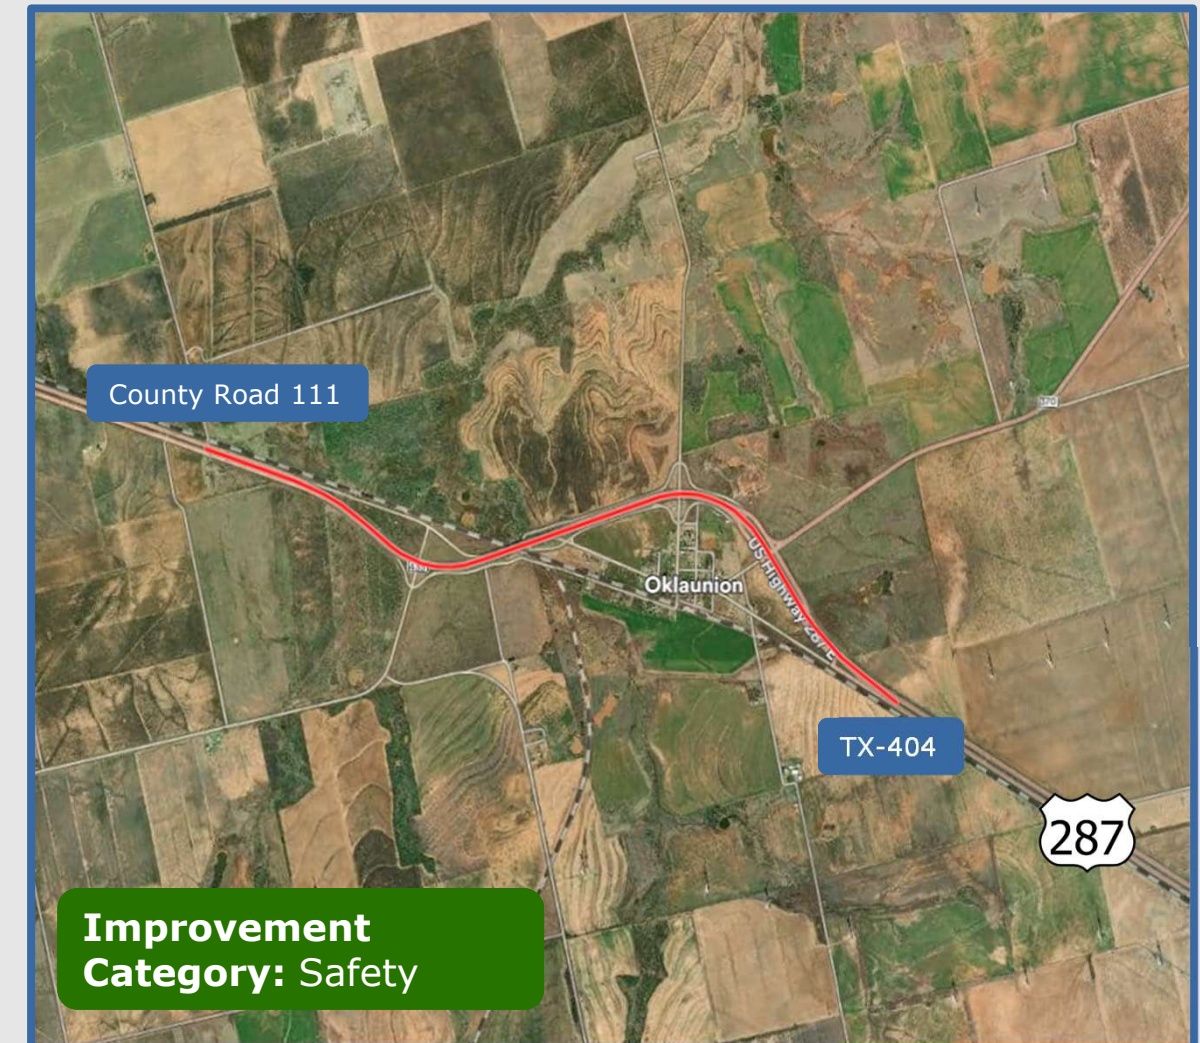 County Road 111
Oklaunion
US Highway 287 E
TX-404
287
Improvement
Category: Safety